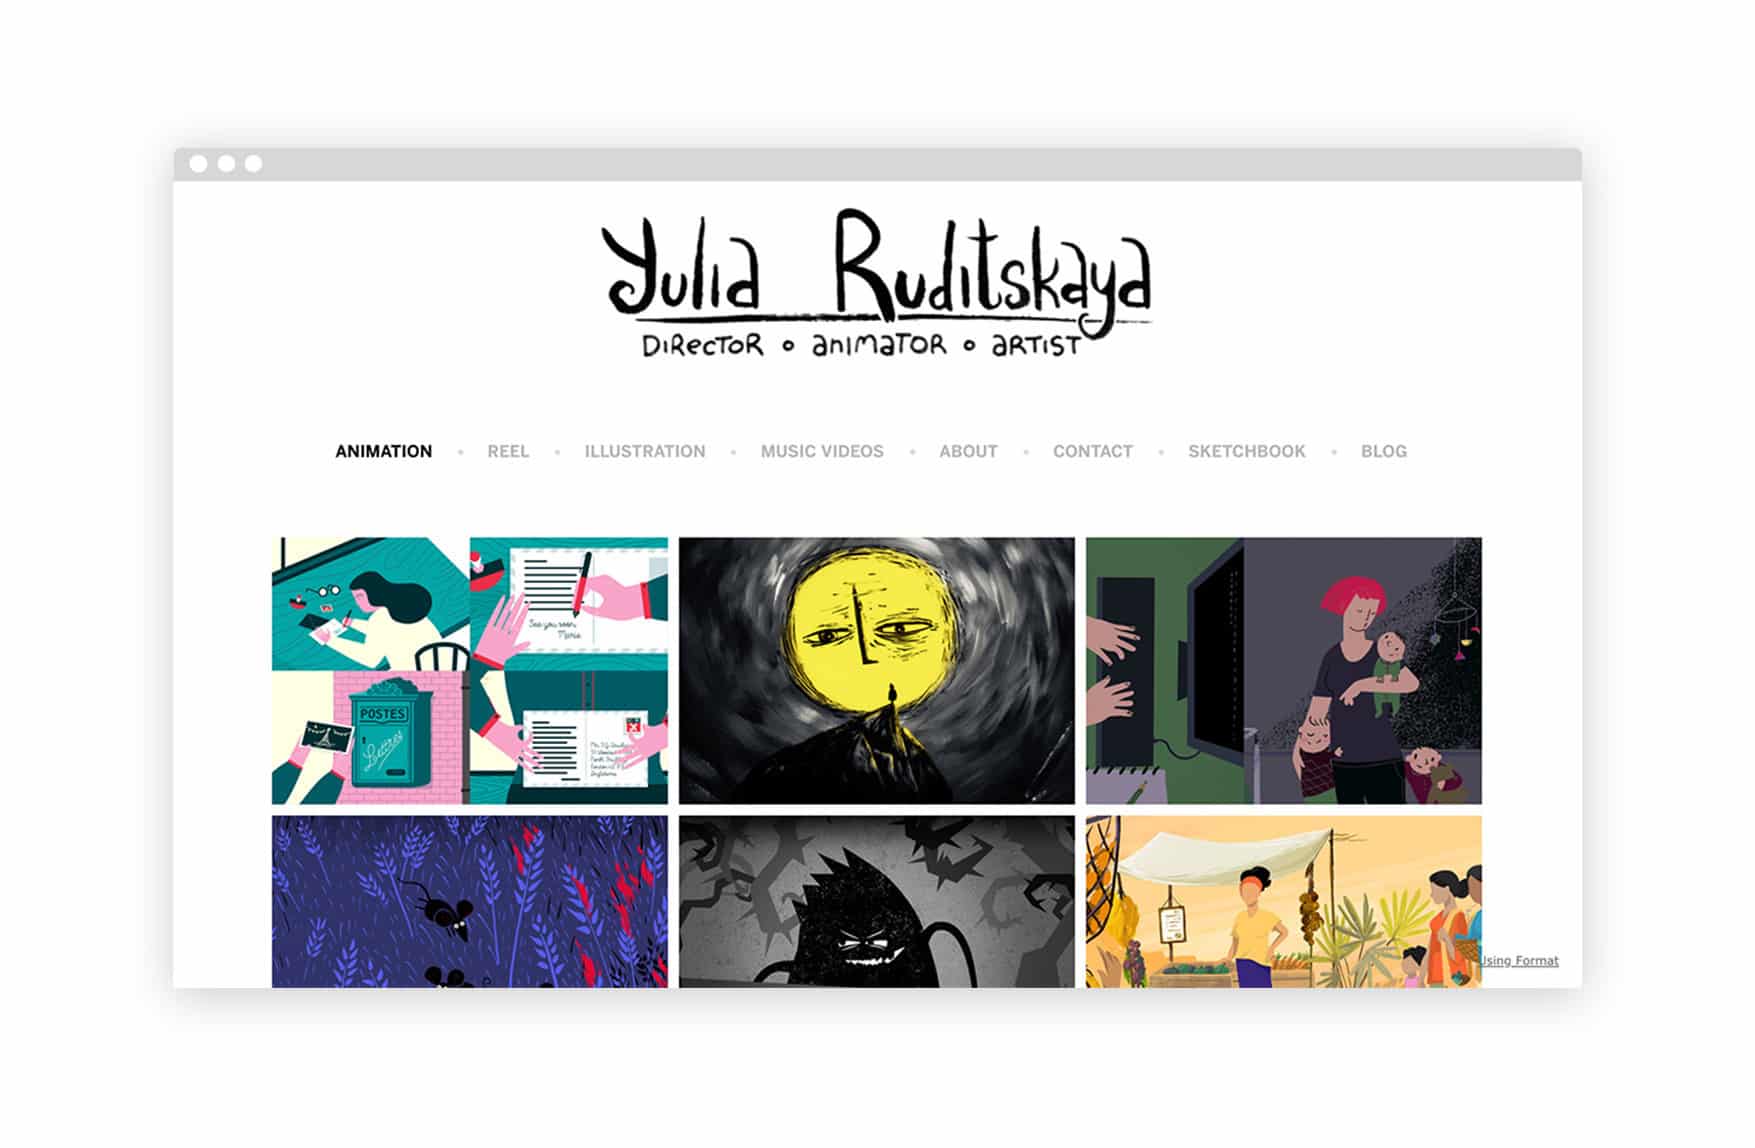 Yulia Ruditskaya
DIRECTOR • ANIMATOR • ARTIST
ANIMATION • REEL • ILLUSTRATION • MUSIC VIDEOS • ABOUT • CONTACT • SKETCHBOOK • BLOG
See you soon
Marie
POSTES
Lettres
Using Format